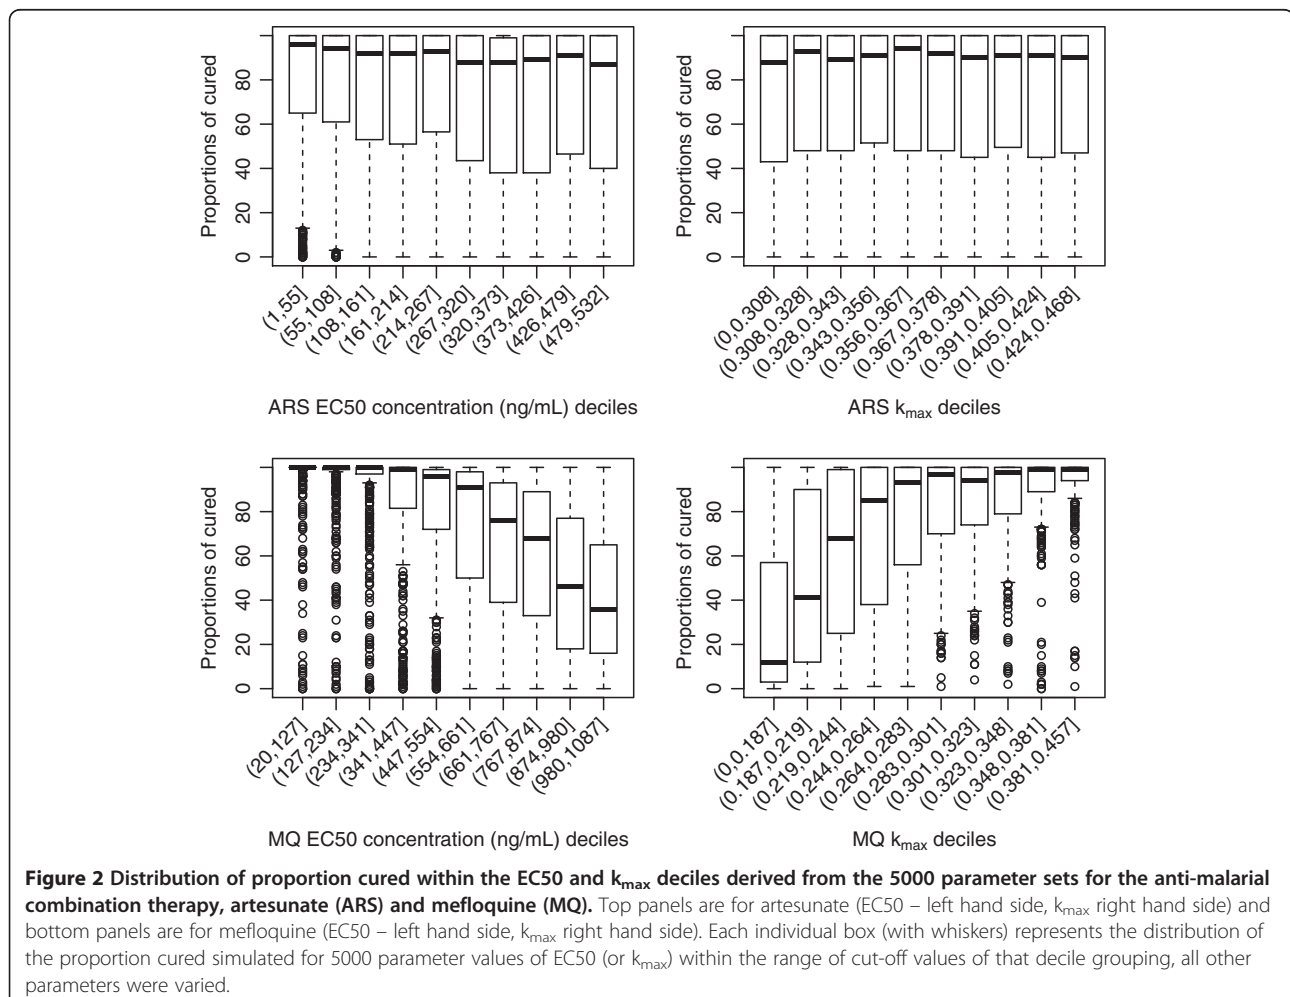 Proportions of cured
0 20 40 60 80
(1,55]
(55,108]
(108,161]
(161,214]
(214,267]
(267,320]
(320,373]
(373,426]
(426,479]
(479,532]
ARS EC50 concentration (ng/mL) deciles
Proportions of cured
0 20 40 60 80
(0,0.308]
(0.308,0.328]
(0.328,0.343]
(0.343,0.356]
(0.356,0.367]
(0.367,0.378]
(0.378,0.391]
(0.391,0.405]
(0.405,0.424]
(0.424,0.468]
ARS kmax deciles
Proportions of cured
0 20 40 60 80
(20,127]
(127,234]
(234,341]
(341,447]
(447,554]
(554,661]
(661,767]
(767,874]
(874,980]
(980,1087]
MQ EC50 concentration (ng/mL) deciles
Proportions of cured
0 20 40 60 80
(0,0.187]
(0.187,0.219]
(0.219,0.244]
(0.244,0.264]
(0.264,0.283]
(0.283,0.301]
(0.301,0.323]
(0.323,0.348]
(0.348,0.381]
(0.381,0.457]
MQ kmax deciles
Figure 2 Distribution of proportion cured within the EC50 and kmax deciles derived from the 5000 parameter sets for the anti-malarial
combination therapy, artesunate (ARS) and mefloquine (MQ). Top panels are for artesunate (EC50 – left hand side, kmax right hand side) and
bottom panels are for mefloquine (EC50 – left hand side, kmax right hand side). Each individual box (with whiskers) represents the distribution of
the proportion cured simulated for 5000 parameter values of EC50 (or kmax) within the range of cut-off values of that decile grouping, all other
parameters were varied.